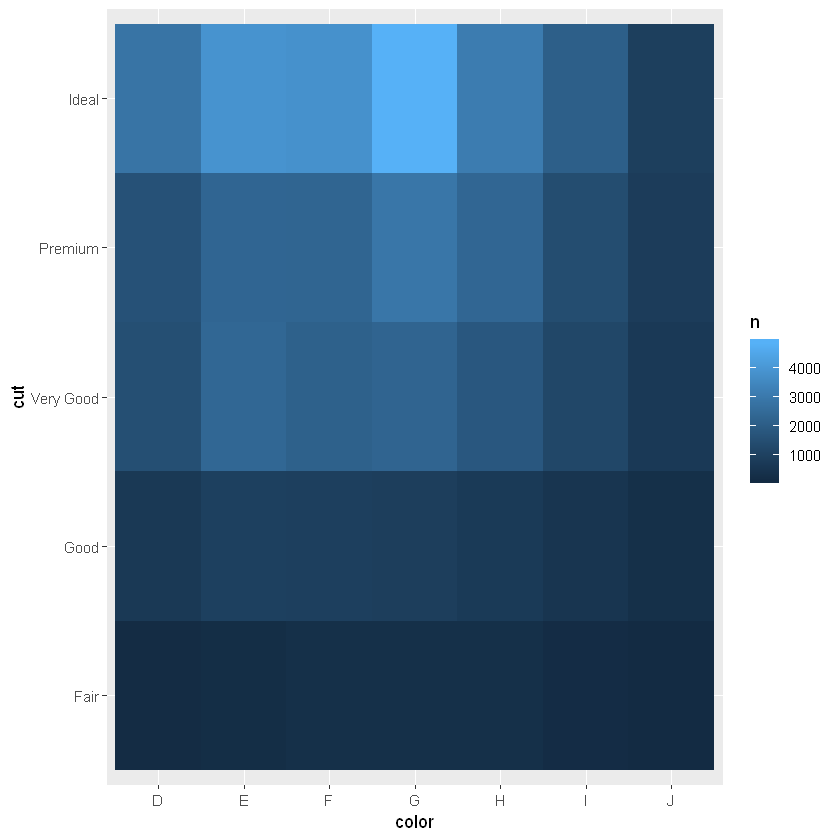 Ideal
Premium
Very Good
Good
Fair
cut
D E F G H I J
color
n
4000
3000
2000
1000